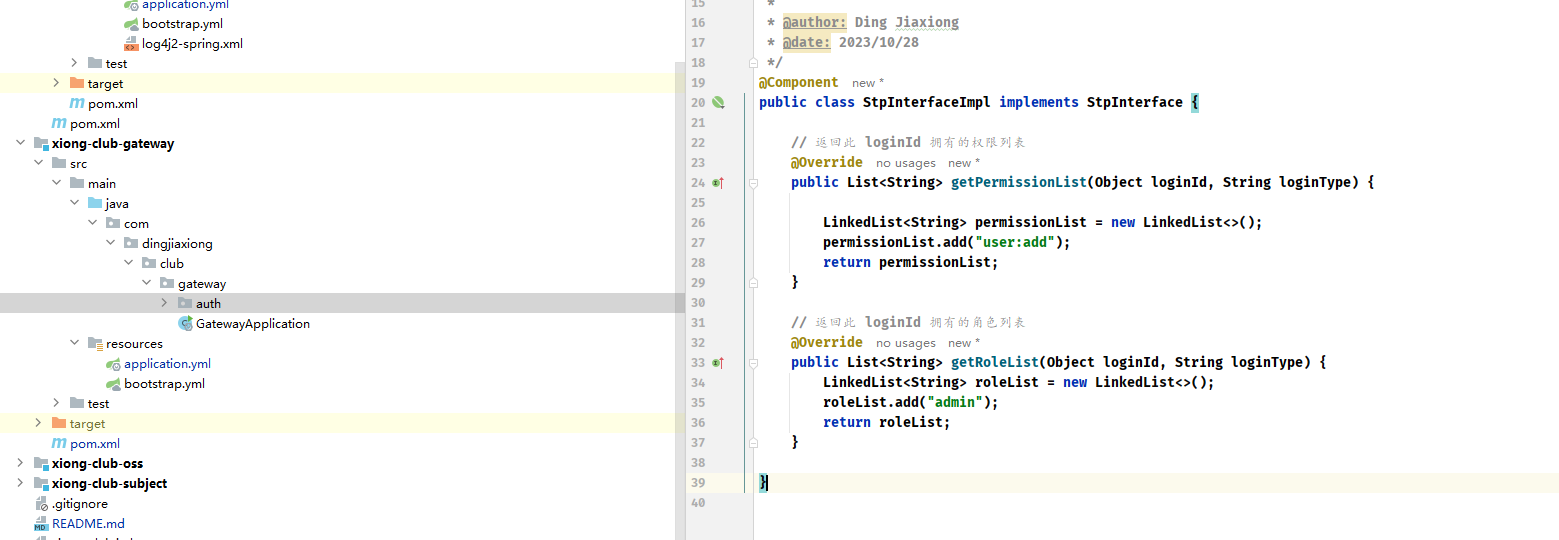 application.yml
bootstrap.yml
log4j2-spring.xml
test
target
pom.xml
pom.xml
xiong-club-gateway
src
main
java
com
dingjiaxiong
club
gateway
auth
GatewayApplication
resources
application.yml
bootstrap.yml
test
target
pom.xml
xiong-club-oss
xiong-club-subject
.gitignore
README.md
15 *
16 * @author: Ding Jiaxiong
17 * @date: 2023/10/28
18 */
19 @Component new *
20 public class StpInterfaceImpl implements StpInterface {
21
22 // 返回此 loginId 拥有的权限列表
23 @Override no usages new *
24 public List<String> getPermissionList(Object loginId, String loginType) {
25
26 LinkedList<String> permissionList = new LinkedList<>();
27 permissionList.add("user:add");
28 return permissionList;
29 }
30
31 // 返回此 loginId 拥有的角色列表
32 @Override no usages new *
33 public List<String> getRoleList(Object loginId, String loginType) {
34 LinkedList<String> roleList = new LinkedList<>();
35 roleList.add("admin");
36 return roleList;
37 }
38
39 }
40